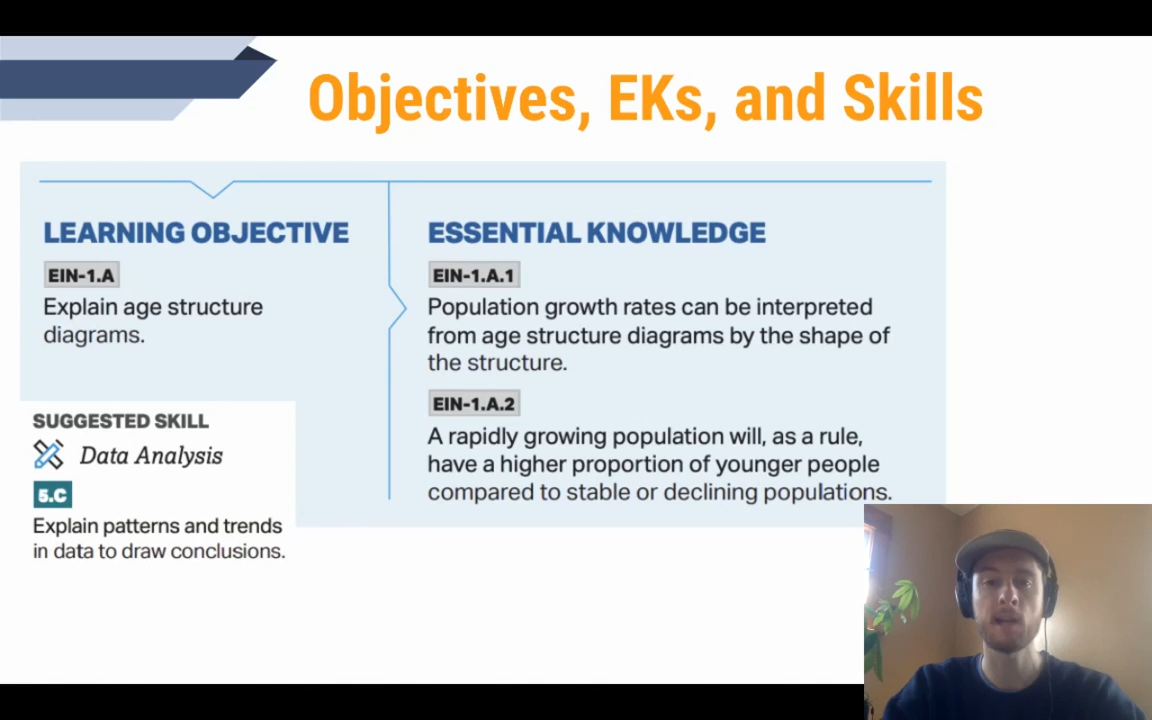 Objectives, EKs, and Skills
LEARNING OBJECTIVE
EIN-1.A
Explain age structure
diagrams.
SUGGESTED SKILL
Data Analysis
5.C
Explain patterns and trends
in data to draw conclusions.
ESSENTIAL KNOWLEDGE
EIN-1.A.1
Population growth rates can be interpreted
from age structure diagrams by the shape of
the structure.
EIN-1.A.2
A rapidly growing population will, as a rule,
have a higher proportion of younger people
compared to stable or declining populations.